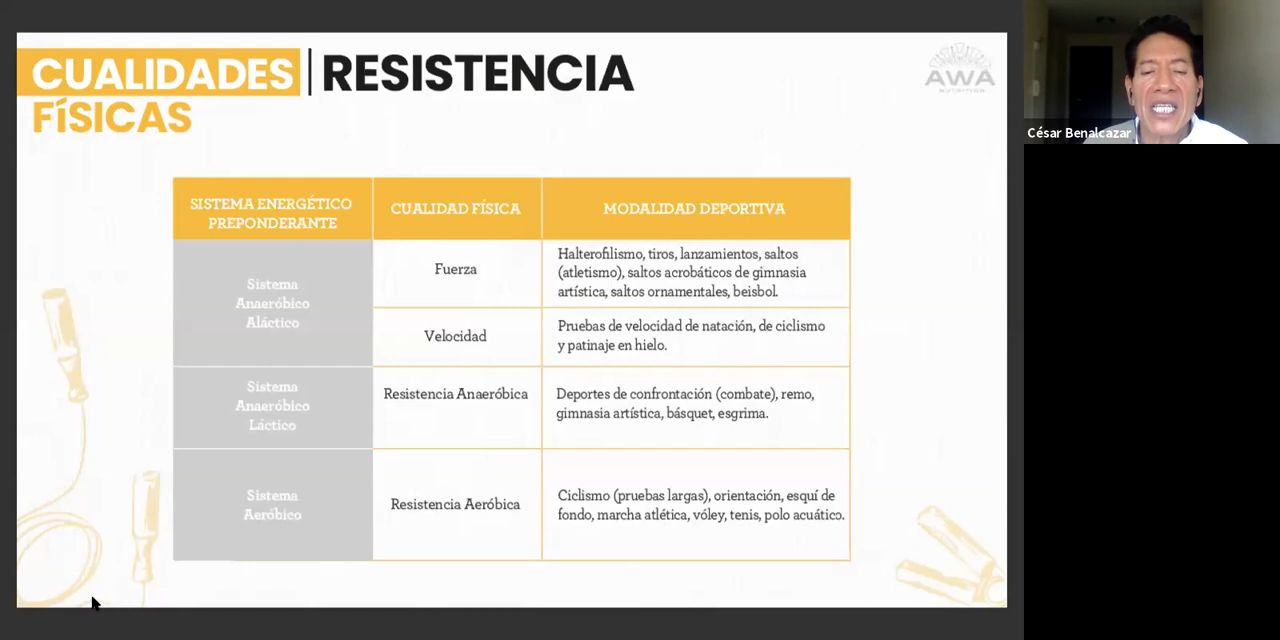 CUALIDADES | RESISTENCIA
FÍSICAS
AWA
NUTRITION
César Benalcazar
SISTEMA ENERGÉTICO
PREPONDERANTE
CUALIDAD FÍSICA
MODALIDAD DEPORTIVA
Sistema
Anaeróbico
Aláctico
Fuerza
Halterofilismo, tiros, lanzamientos, saltos
(atletismo), saltos acrobáticos de gimnasia
artística, saltos ornamentales, beisbol.
Velocidad
Pruebas de velocidad de natación, de ciclismo
y patinaje en hielo.
Sistema
Anaeróbico
Láctico
Resistencia Anaeróbica
Deportes de confrontación (combate), remo,
gimnasia artística, básquet, esgrima.
Sistema
Aeróbico
Resistencia Aeróbica
Ciclismo (pruebas largas), orientación, esquí de
fondo, marcha atlética, vóley, tenis, polo acuático.